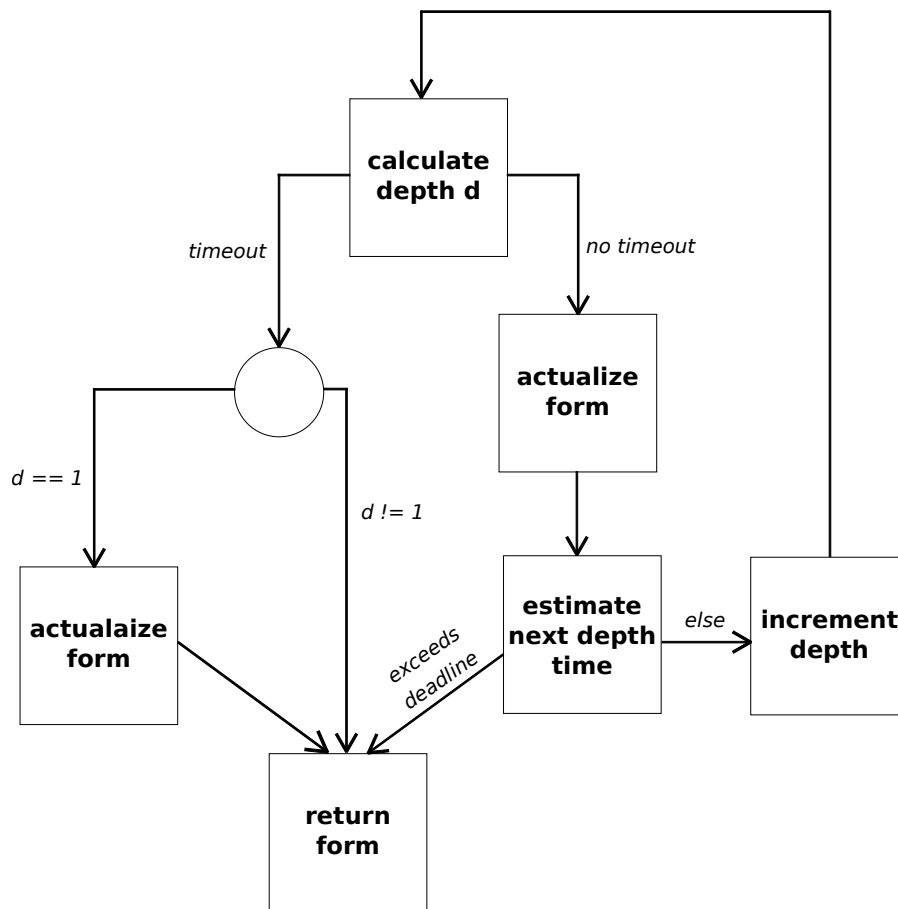 calculate
depth d
timeout
no timeout
actualize
form
d == 1
d != 1
actualaize
form
exceeds
deadline
estimate
next depth
time
else
increment
depth
return
form